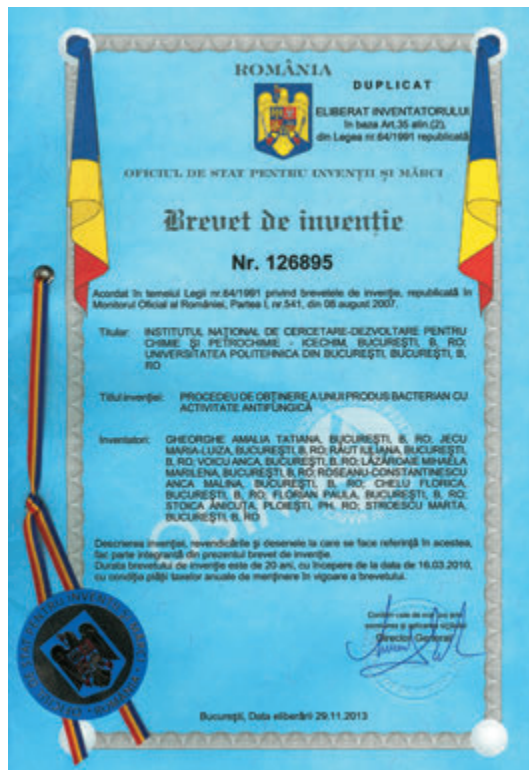 ROMÂNIA
DUPLICAT
ELIBERAT INVENTATORULUI
în baza Art.35 alin.(2),
din Legea nr.64/1991 republicată
OFICIUL DE STAT PENTRU INVENȚII ȘI MĂRCI
Brevet de invenție
Nr. 126895
Acordat în temeiul Legii nr.64/1991 privind brevetele de invenție, republicată în
Monitorul Oficial al României, Partea I, nr.541, din 08 august 2007.
Titular: INSTITUTUL NAȚIONAL DE CERCETARE-DEZVOLTARE PENTRU
CHIMIE ȘI PETROCHIMIE - ICECHIM, BUCUREȘTI, B, RO;
UNIVERSITATEA POLITEHNICA DIN BUCUREȘTI, BUCUREȘTI, B,
RO
Titlul invenției: PROCEDEU DE OBȚINERE A UNUI PRODUS BACTERIAN CU
ACTIVITATE ANTIFUNGICĂ
Inventatori: GHEORGHE AMALIA TATIANA, BUCUREȘTI, B, RO; JECU
MARIA-LUIZA, BUCUREȘTI, B, RO; RĂUT IULIANA, BUCUREȘTI,
B, RO; VOICU ANCA, BUCUREȘTI, B, RO; LĂZĂROAIE MIHAELA
MARILENA, BUCUREȘTI, B, RO; ROSEANU-CONSTANTINESCU
ANCA MALINA, BUCUREȘTI, B, RO; CHELU FLORICA,
BUCUREȘTI, B, RO; FLORIAN PAULA, BUCUREȘTI, B, RO;
STOICA ANICUȚA, PLOIEȘTI, PH, RO; STROESCU MARTA,
BUCUREȘTI, B, RO
Descrierea invenției, revendicările și desenele la care se face referință în acestea,
fac parte integrantă din prezentul brevet de invenție.
Durata brevetului de invenție este de 20 ani, cu începere de la data de 16.03.2010,
cu condiția plății taxelor anuale de menținere în vigoare a brevetului.
Director General
București, Data eliberării 29.11.2013